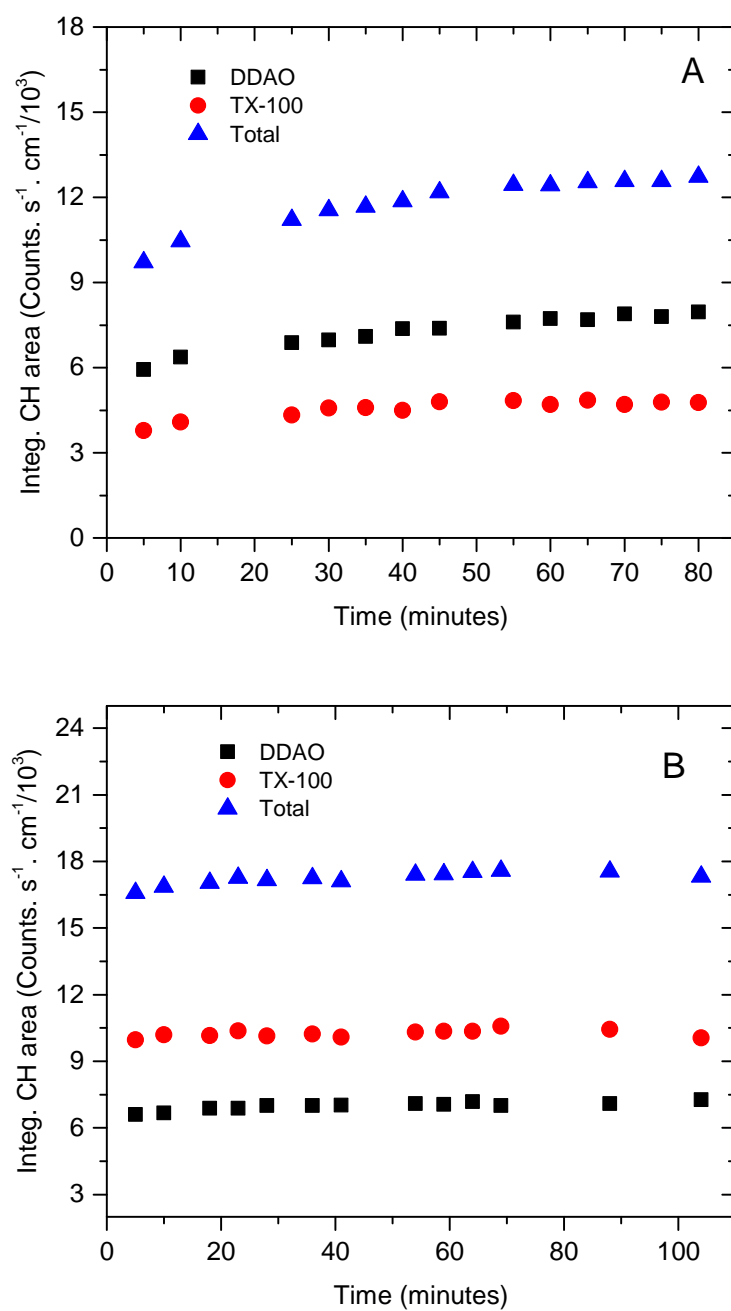 A
DDAO
TX-100
Total
Integ. CH area (Counts. s⁻¹. cm⁻¹/10³)
18
15
12
9
6
3
0
0 10 20 30 40 50 60 70 80
Time (minutes)
B
DDAO
TX-100
Total
Integ. CH area (Counts. s⁻¹. cm⁻¹/10³)
24
21
18
15
12
9
6
3
0 20 40 60 80 100
Time (minutes)